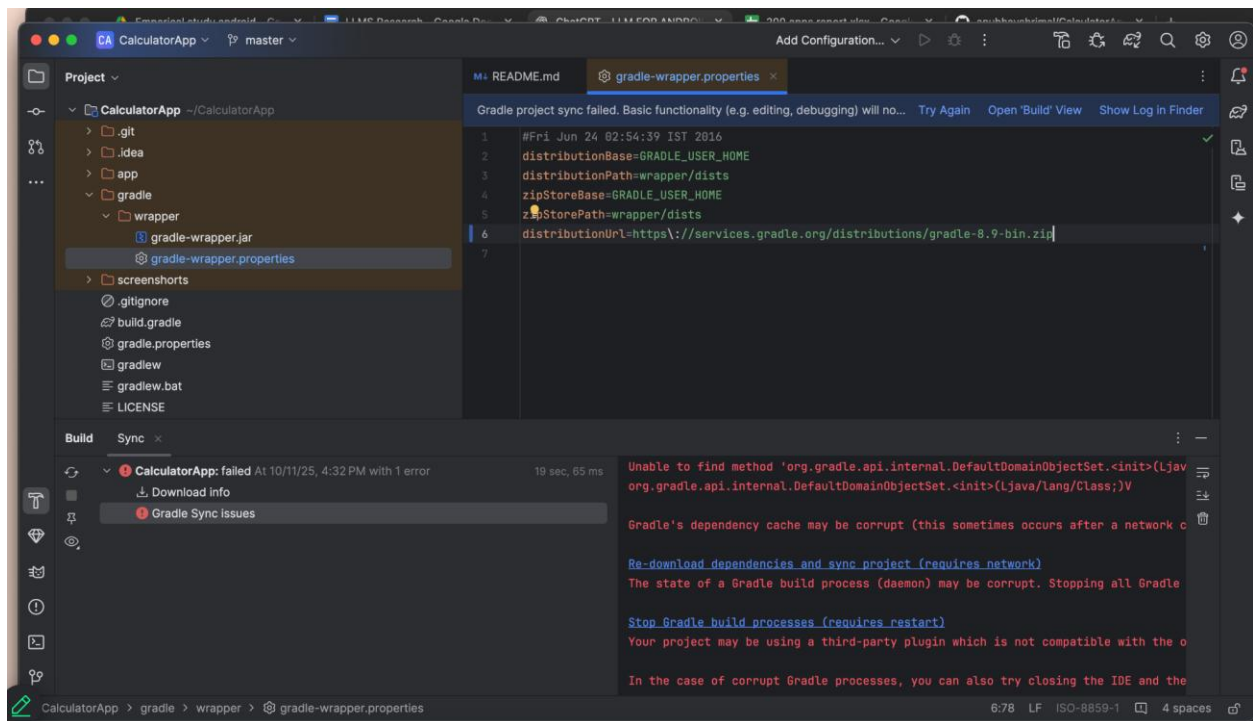 CA CalculatorApp master Add Configuration...
Project
CalculatorApp ~/CalculatorApp
.git
.idea
app
gradle
wrapper
gradle-wrapper.jar
gradle-wrapper.properties
screenshorts
.gitignore
build.gradle
gradle.properties
gradlew
gradlew.bat
LICENSE
README.md gradle-wrapper.properties
Gradle project sync failed. Basic functionality (e.g. editing, debugging) will no... Try Again Open 'Build' View Show Log in Finder
1 #Fri Jun 24 02:54:39 IST 2016
2 distributionBase=GRADLE_USER_HOME
3 distributionPath=wrapper/dists
4 zipStoreBase=GRADLE_USER_HOME
5 zipStorePath=wrapper/dists
6 distributionUrl=https\://services.gradle.org/distributions/gradle-8.9-bin.zip
7
Build Sync
CalculatorApp: failed At 10/11/25, 4:32 PM with 1 error 19 sec, 65 ms
Download info
Gradle Sync issues
Unable to find method 'org.gradle.api.internal.DefaultDomainObjectSet.<init>(Ljav
org.gradle.api.internal.DefaultDomainObjectSet.<init>(Ljava/lang/Class;)V
Gradle's dependency cache may be corrupt (this sometimes occurs after a network c
Re-download dependencies and sync project (requires network)
The state of a Gradle build process (daemon) may be corrupt. Stopping all Gradle
Stop Gradle build processes (requires restart)
Your project may be using a third-party plugin which is not compatible with the o
In the case of corrupt Gradle processes, you can also try closing the IDE and the
CalculatorApp > gradle > wrapper > gradle-wrapper.properties 6:78 LF ISO-8859-1 4 spaces